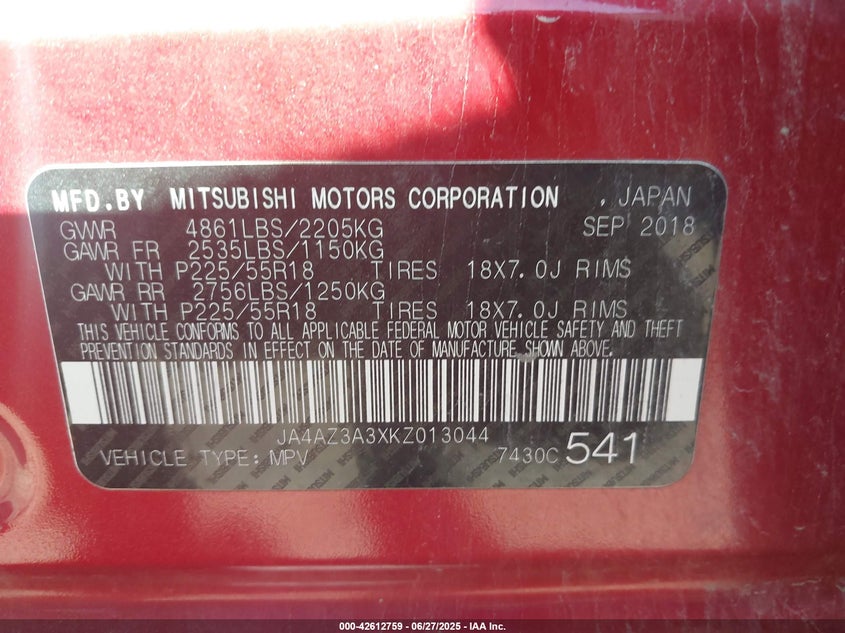 MFD.BY MITSUBISHI MOTORS CORPORATION , JAPAN
GVWR 4861LBS/2205KG SEP 2018
GAWR FR 2535LBS/1150KG
WITH P225/55R18 TIRES 18X7.0J RIMS
GAWR RR 2756LBS/1250KG
WITH P225/55R18 TIRES 18X7.0J RIMS
THIS VEHICLE CONFORMS TO ALL APPLICABLE FEDERAL MOTOR VEHICLE SAFETY AND THEFT
PREVENTION STANDARDS IN EFFECT ON THE DATE OF MANUFACTURE SHOWN ABOVE.
JA4AZ3A3XKZ013044
VEHICLE TYPE: MPV 7430C 541
000-42612759 - 06/27/2025 - IAA Inc.